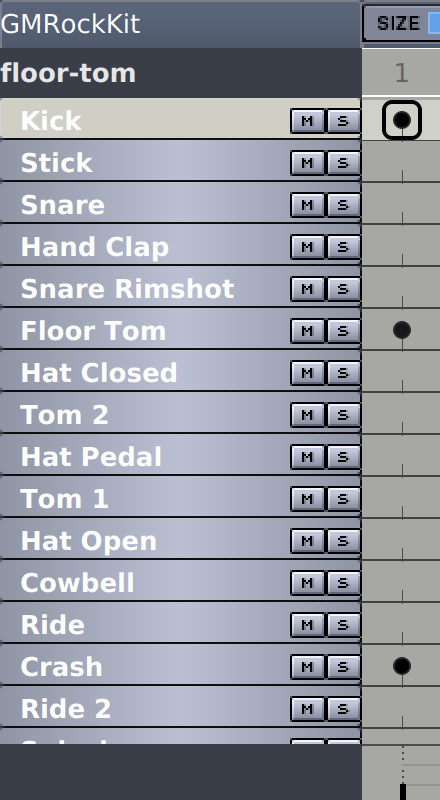 GMRockKit
SIZE
floor-tom
1
Kick M S
Stick M S
Snare M S
Hand Clap M S
Snare Rimshot M S
Floor Tom M S
Hat Closed M S
Tom 2 M S
Hat Pedal M S
Tom 1 M S
Hat Open M S
Cowbell M S
Ride M S
Crash M S
Ride 2 M S